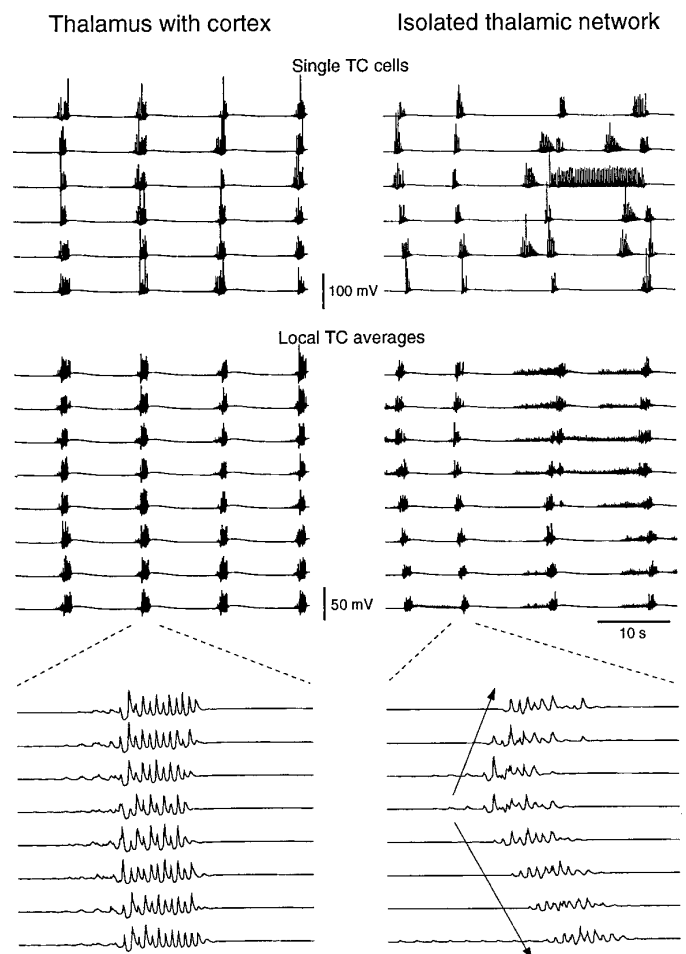 Thalamus with cortex
Isolated thalamic network
Single TC cells
100 mV
Local TC averages
50 mV
10 s